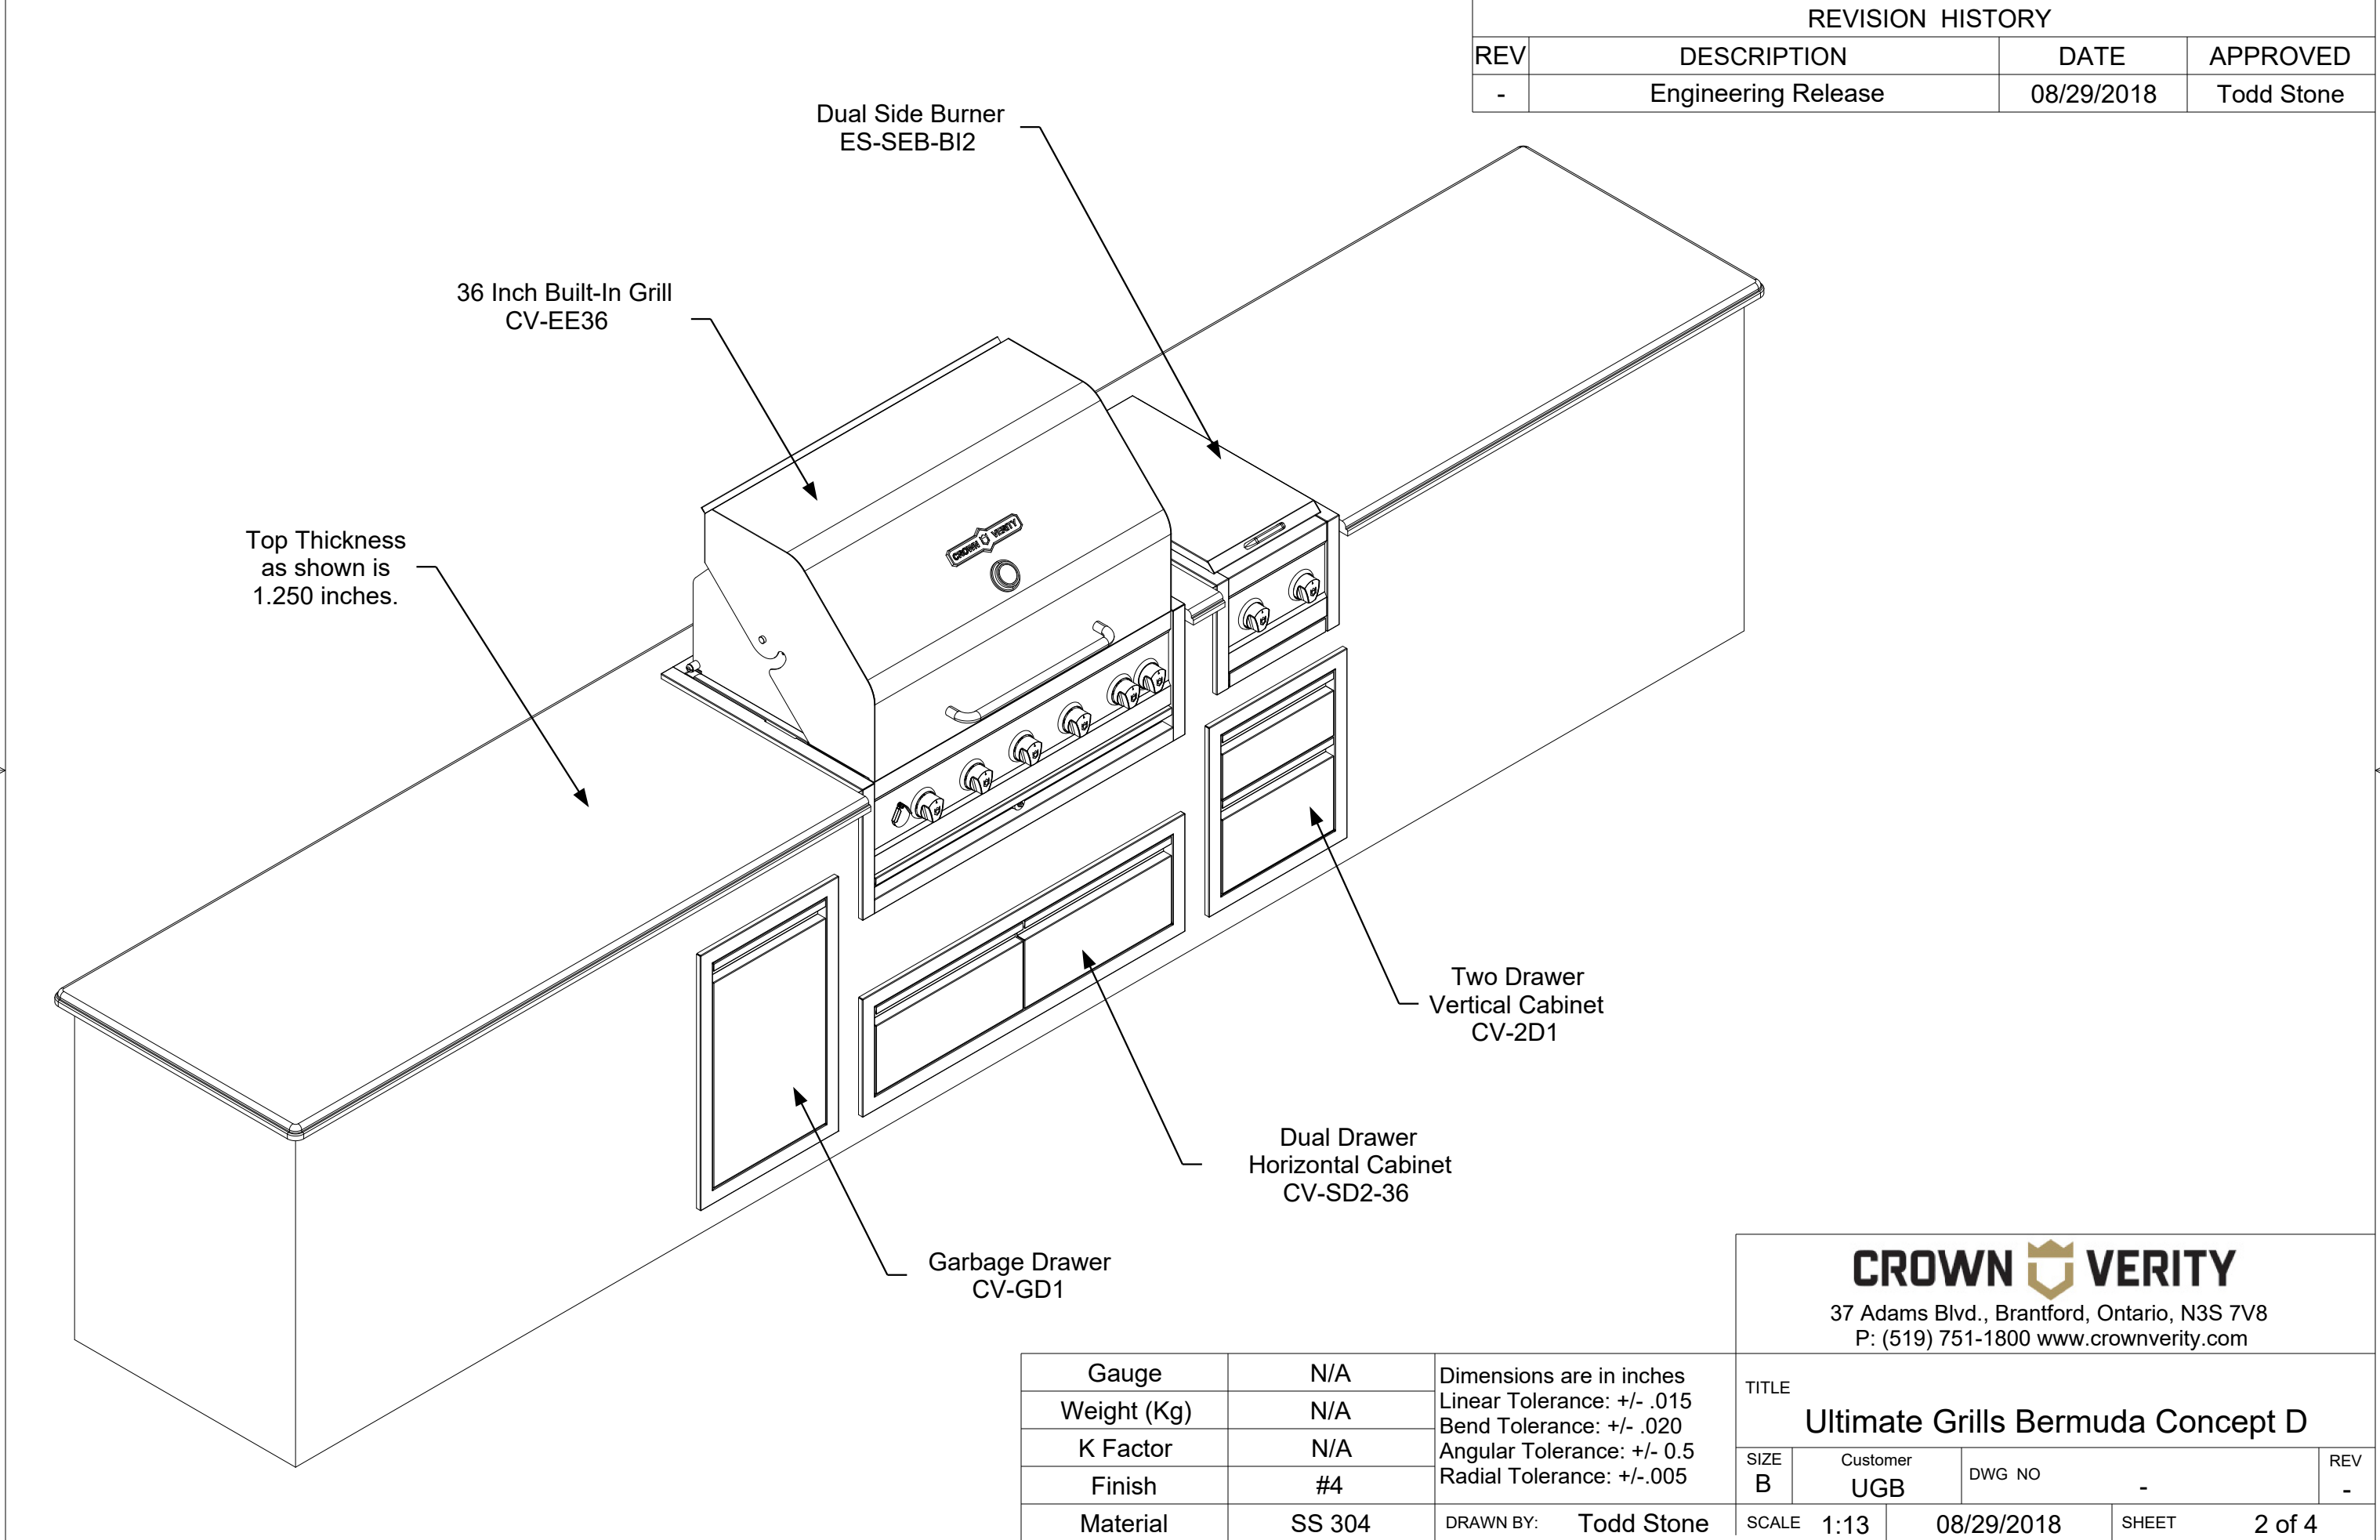 REVISION HISTORY
REV DESCRIPTION DATE APPROVED
- Engineering Release 08/29/2018 Todd Stone
Dual Side Burner
ES-SEB-BI2
36 Inch Built-In Grill
CV-EE36
Top Thickness
as shown is
1.250 inches.
CROWN VERITY
Two Drawer
Vertical Cabinet
CV-2D1
Dual Drawer
Horizontal Cabinet
CV-SD2-36
Garbage Drawer
CV-GD1
CROWN VERITY
37 Adams Blvd., Brantford, Ontario, N3S 7V8
P: (519) 751-1800 www.crownverity.com
Gauge N/A
Weight (Kg) N/A
K Factor N/A
Finish #4
Material SS 304
Dimensions are in inches
Linear Tolerance: +/- .015
Bend Tolerance: +/- .020
Angular Tolerance: +/- 0.5
Radial Tolerance: +/-.005
DRAWN BY: Todd Stone
TITLE
Ultimate Grills Bermuda Concept D
SIZE
B
Customer
UGB
DWG NO -
REV
-
SCALE 1:13 08/29/2018 SHEET 2 of 4